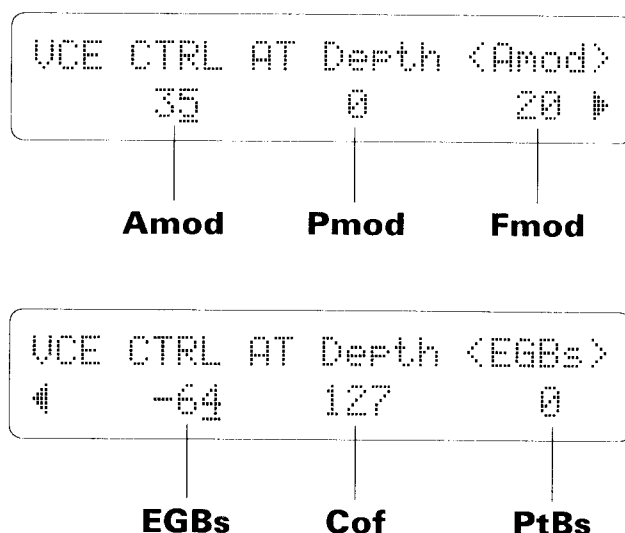 VCE CTRL AT Depth <Amod>
35 0 20
Amod Pmod Fmod
VCE CTRL AT Depth <EGBs>
-64 127 0
EGBs Cof PtBs